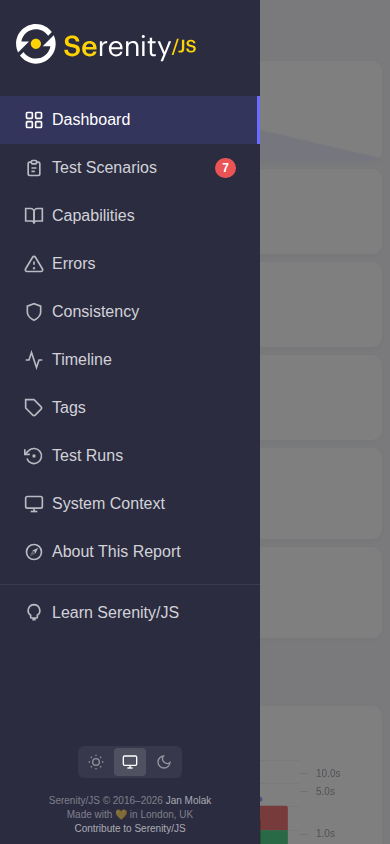 Serenity/JS
Dashboard
Test Scenarios 7
Capabilities
Errors
Consistency
Timeline
Tags
Test Runs
System Context
About This Report
Learn Serenity/JS
10.0s
5.0s
1.0s
Serenity/JS © 2016–2026 Jan Molak
Made with 🤎 in London, UK
Contribute to Serenity/JS